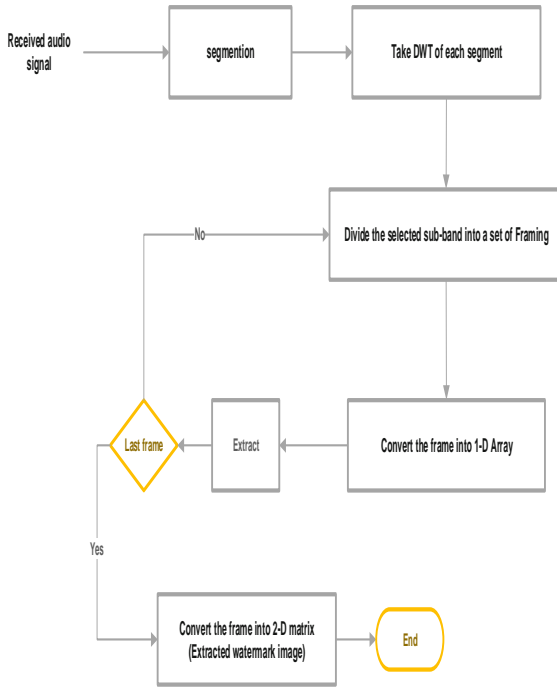 Received audio
signal
segmention
Take DWT of each segment
No
Divide the selected sub-band into a set of Framing
Last frame
Extract
Convert the frame into 1-D Array
Yes
Convert the frame into 2-D matrix
(Extracted watermark image)
End